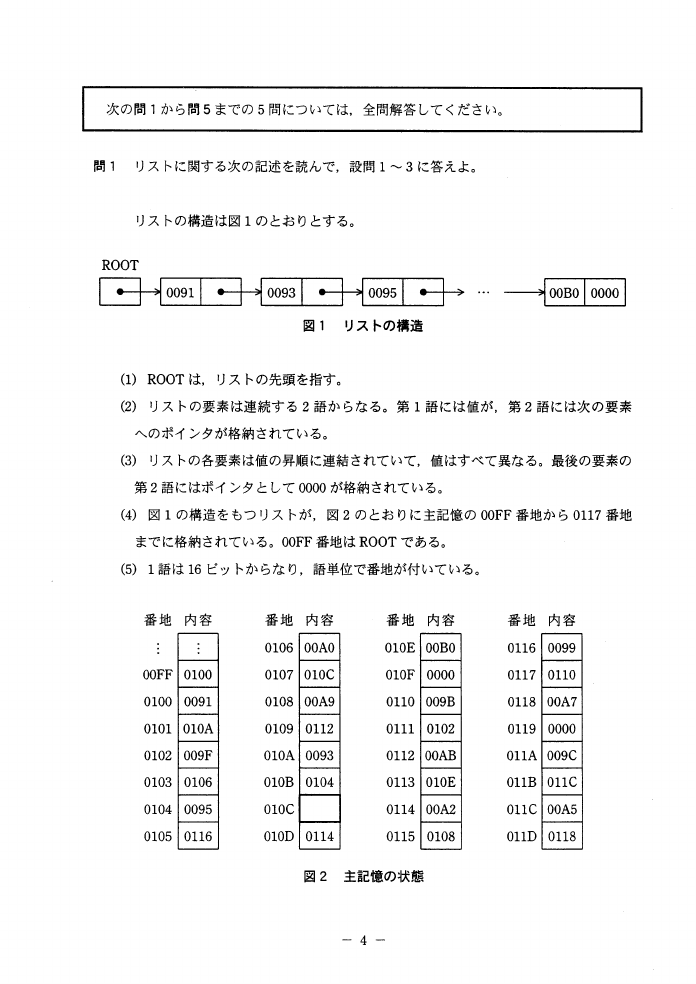 次の問1から問5までの5問については，全問解答してください。
問1 リストに関する次の記述を読んで，設問1～3に答えよ。
リストの構造は図1のとおりとする。
ROOT
0091 0093 0095 … 00B0 0000
図1 リストの構造
(1) ROOTは，リストの先頭を指す。
(2) リストの要素は連続する2語からなる。第1語には値が，第2語には次の要素
へのポインタが格納されている。
(3) リストの各要素は値の昇順に連結されていて，値はすべて異なる。最後の要素の
第2語にはポインタとして0000が格納されている。
(4) 図1の構造をもつリストが，図2のとおりに主記憶の00FF番地から0117番地
までに格納されている。00FF番地はROOTである。
(5) 1語は16ビットからなり，語単位で番地が付いている。
番地 内容 番地 内容 番地 内容 番地 内容
⋮ ⋮ 0106 00A0 010E 00B0 0116 0099
00FF 0100 0107 010C 010F 0000 0117 0110
0100 0091 0108 00A9 0110 009B 0118 00A7
0101 010A 0109 0112 0111 0102 0119 0000
0102 009F 010A 0093 0112 00AB 011A 009C
0103 0106 010B 0104 0113 010E 011B 011C
0104 0095 010C 0114 00A2 011C 00A5
0105 0116 010D 0114 0115 0108 011D 0118
図2 主記憶の状態
－ 4 －